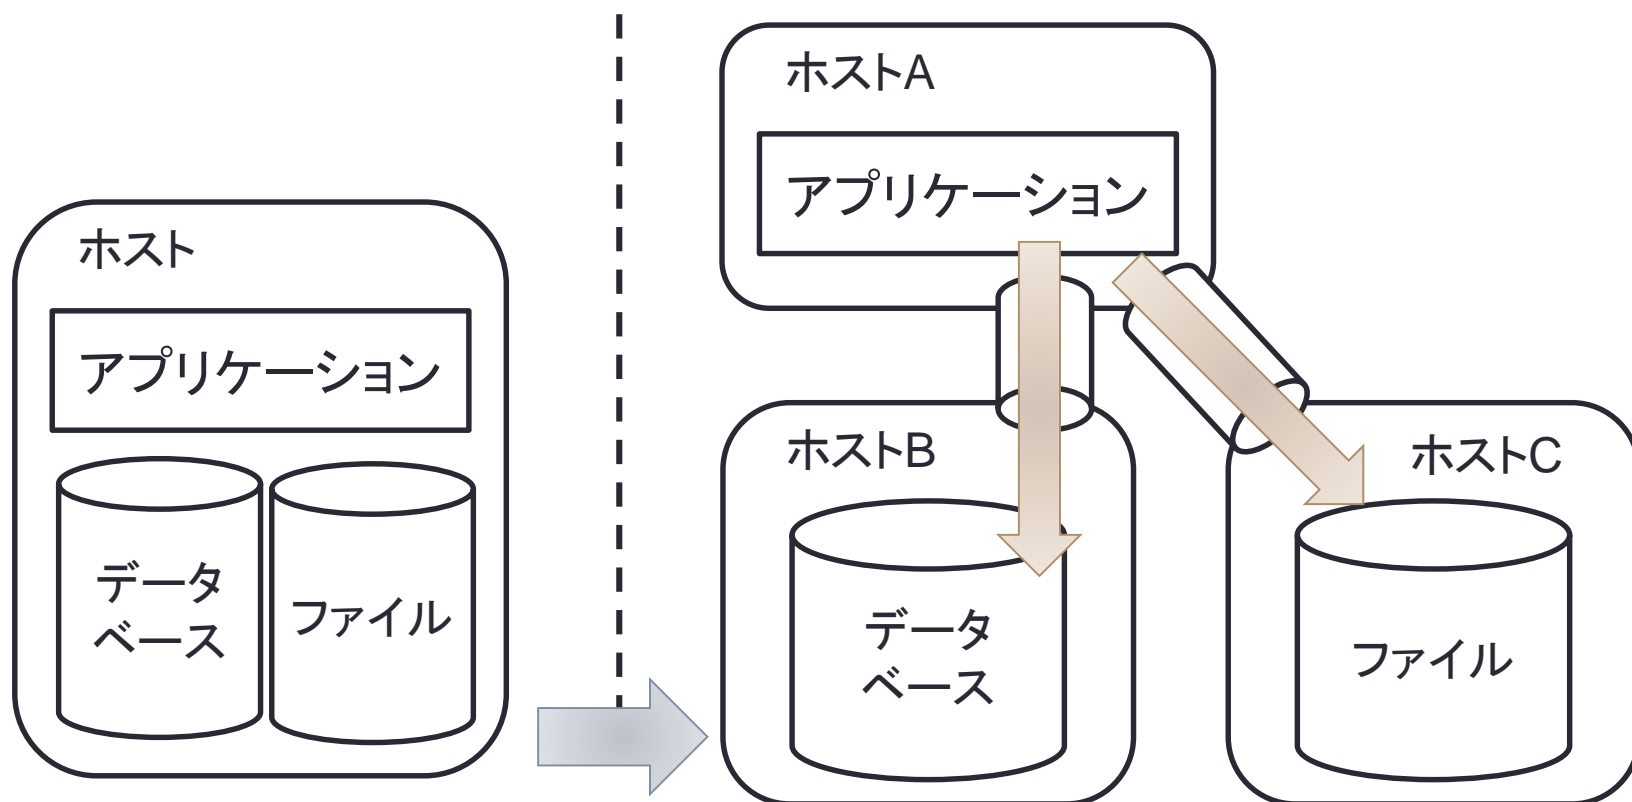 ホスト
アプリケーション
データ
ベース
ファイル
ホストA
アプリケーション
ホストB
データ
ベース
ホストC
ファイル